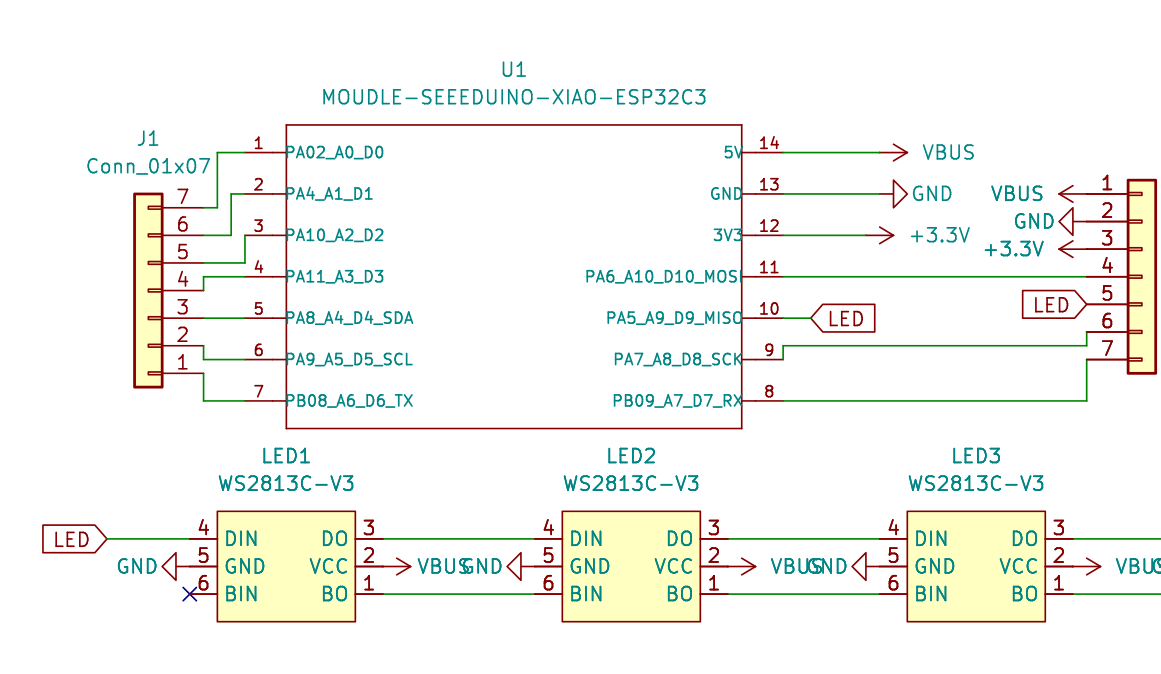 U1
MOUDLE-SEEEDUINO-XIAO-ESP32C3
J1
Conn_01x07
7
6
5
4
3
2
1
1 PA02_A0_D0
2 PA4_A1_D1
3 PA10_A2_D2
4 PA11_A3_D3
5 PA8_A4_D4_SDA
6 PA9_A5_D5_SCL
7 PB08_A6_D6_TX
5V 14 VBUS
GND 13 GND
3V3 12 +3.3V
PA6_A10_D10_MOSI 11
PA5_A9_D9_MISO 10 LED
PA7_A8_D8_SCK 9
PB09_A7_D7_RX 8
VBUS 1
GND 2
+3.3V 3
4
LED 5
6
7
LED1
WS2813C-V3
LED 4 DIN DO 3
GND 5 GND VCC 2 VBUS
6 BIN BO 1
LED2
WS2813C-V3
4 DIN DO 3
GND 5 GND VCC 2 VBUS
6 BIN BO 1
LED3
WS2813C-V3
4 DIN DO 3
GND 5 GND VCC 2 VBU
6 BIN BO 1